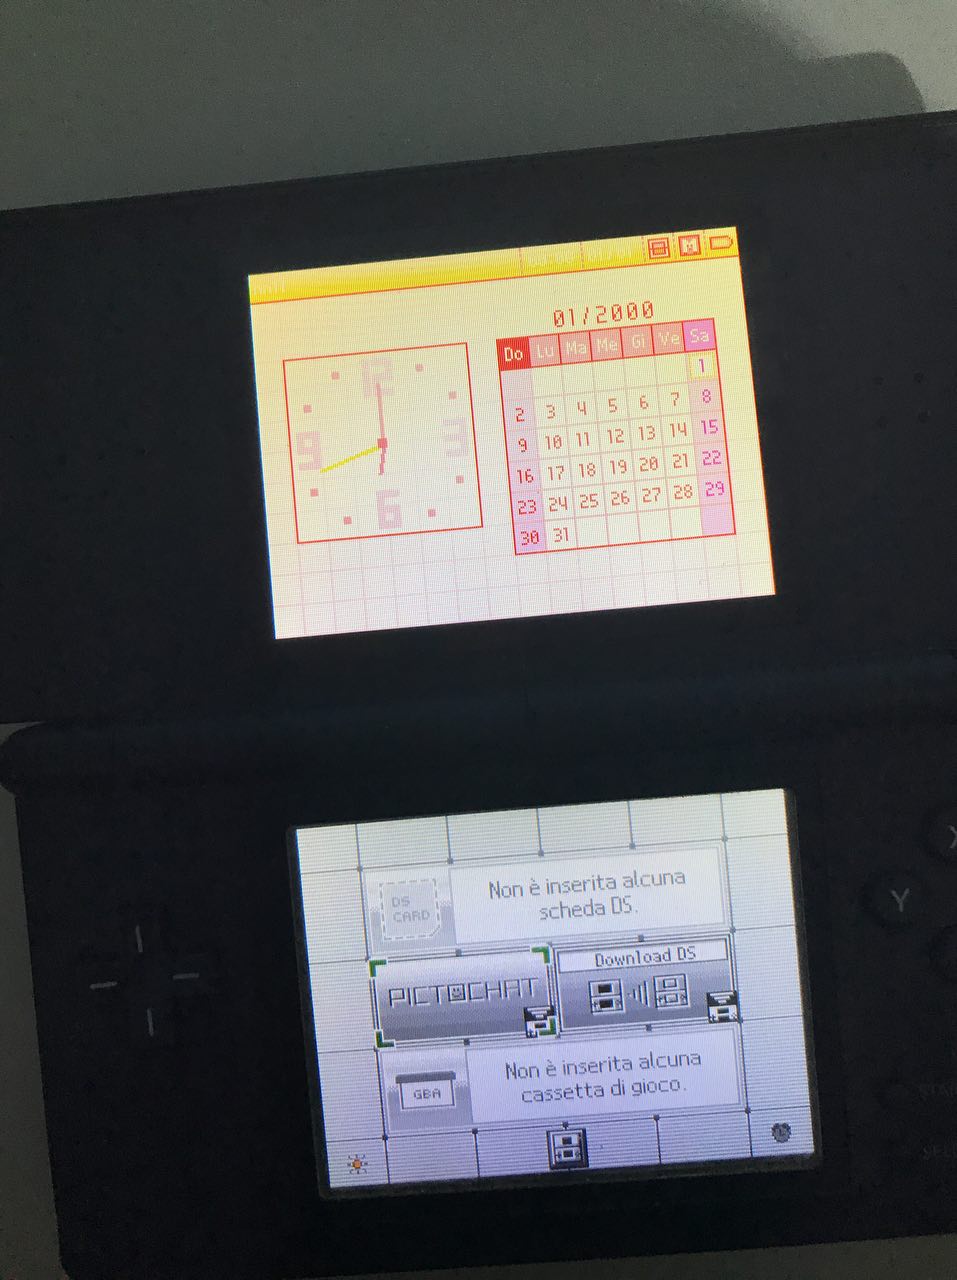 01/2000
Do Lu Ma Me Gi Ve Sa
1
2 3 4 5 6 7 8
9 10 11 12 13 14 15
16 17 18 19 20 21 22
23 24 25 26 27 28 29
30 31
12
3
9
6
Non è inserita alcuna
scheda DS.
DS
CARD
PICTOCHAT
Download DS
Non è inserita alcuna
cassetta di gioco.
GBA
X
Y